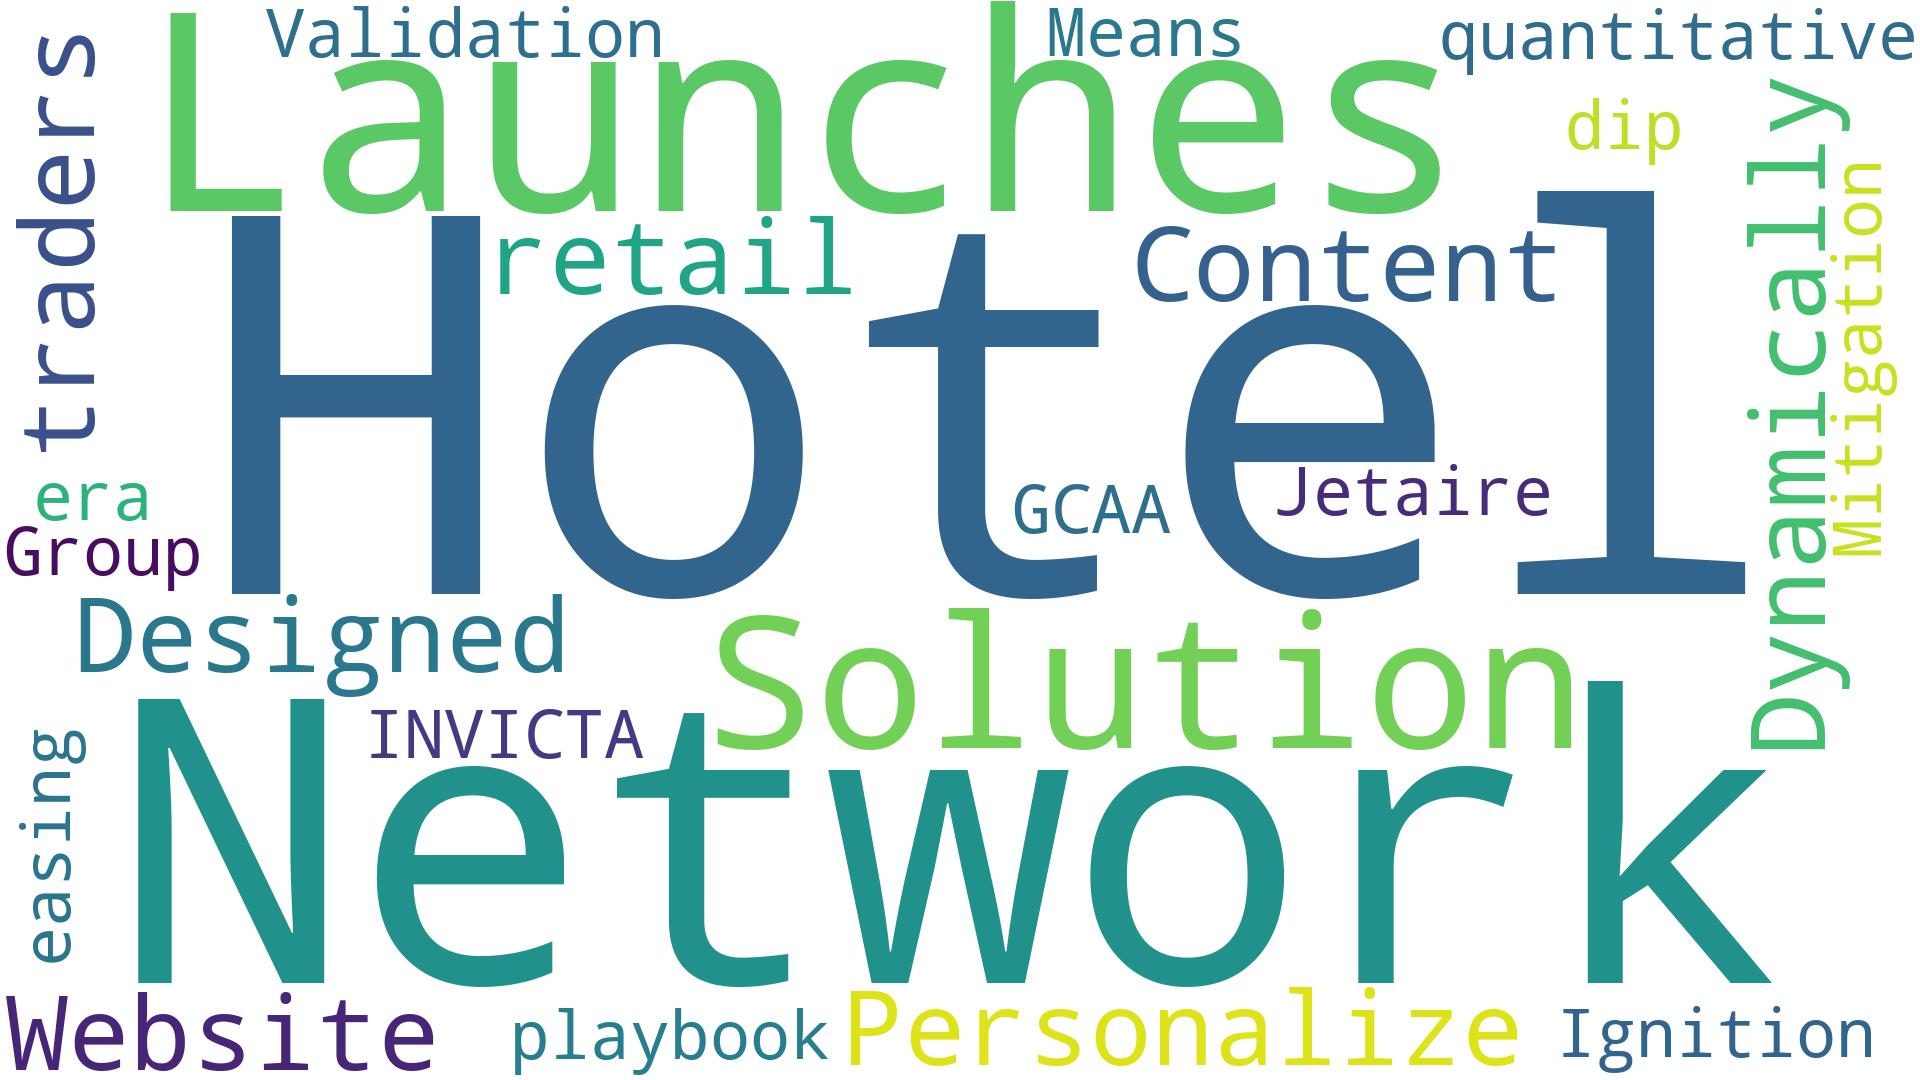 Validation
Means
quantitative
Launches
traders
dip
Dynamically
Mitigation
retail
Content
Hotel
era
GCAA
Jetaire
Group
Designed
Solution
INVICTA
Network
easing
Website
playbook
Personalize
Ignition